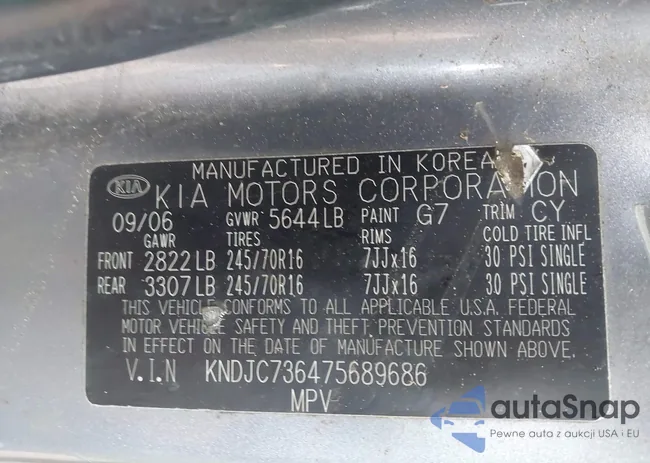 MANUFACTURED IN KOREA
KIA KIA MOTORS CORPORATION
09/06 GVWR 5644LB PAINT G7 TRIM CY
GAWR TIRES RIMS COLD TIRE INFL
FRONT 2822LB 245/70R16 7JJx16 30 PSI SINGLE
REAR 3307LB 245/70R16 7JJx16 30 PSI SINGLE
THIS VEHICLE CONFORMS TO ALL APPLICABLE U.S.A. FEDERAL
MOTOR VEHICLE SAFETY AND THEFT PREVENTION STANDARDS
IN EFFECT ON THE DATE OF MANUFACTURE SHOWN ABOVE.
V.I.N KNDJC736475689686
MPV
autaSnap
Pewne auta z aukcji USA i EU